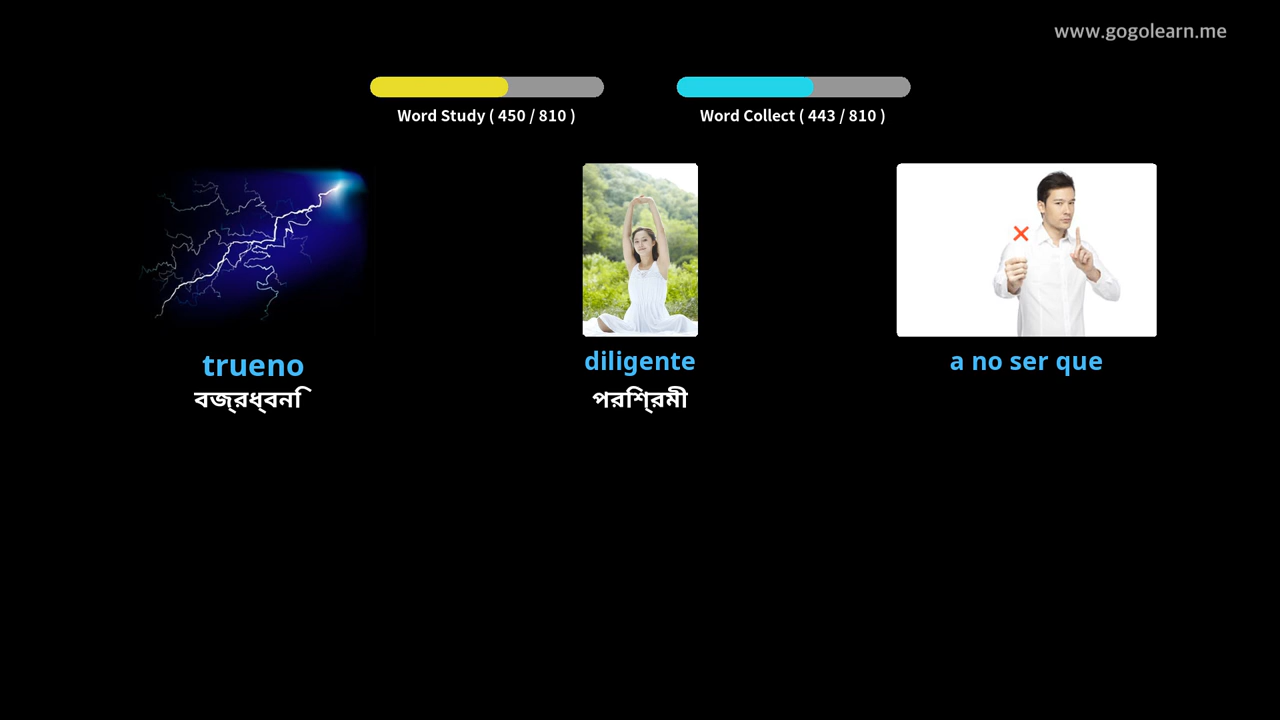 www.gogolearn.me
Word Study ( 450 / 810 )
Word Collect ( 443 / 810 )
trueno
diligente
a no ser que
বজ্রধ্বনি
পরিশ্রমী